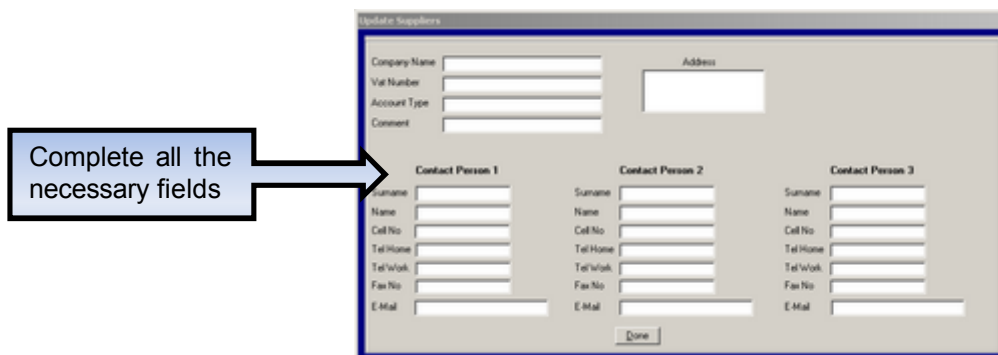 Update Suppliers
Company Name
Address
Vat Number
Account Type
Comment
Complete all the
necessary fields
Contact Person 1 Contact Person 2 Contact Person 3
Surname Surname Surname
Name Name Name
Cell No Cell No Cell No
Tel Home Tel Home Tel Home
Tel Work Tel Work Tel Work
Fax No Fax No Fax No
E-Mail E-Mail E-Mail
Done